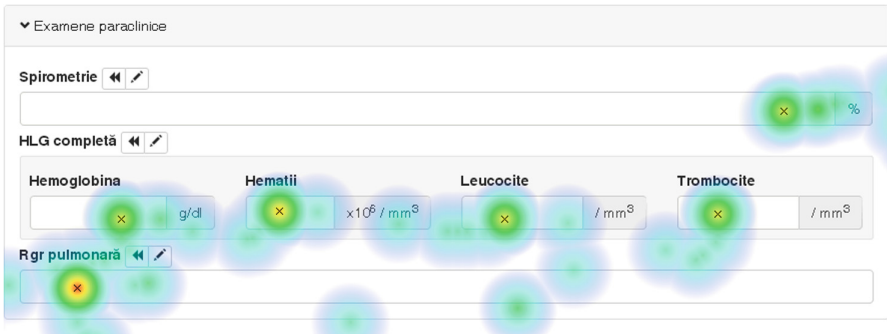 Examene paraclinice
Spirometrie
%
HLG completă
Hemoglobina Hematii Leucocite Trombocite
g/dl x10⁶ / mm³ / mm³ / mm³
Rgr pulmonară